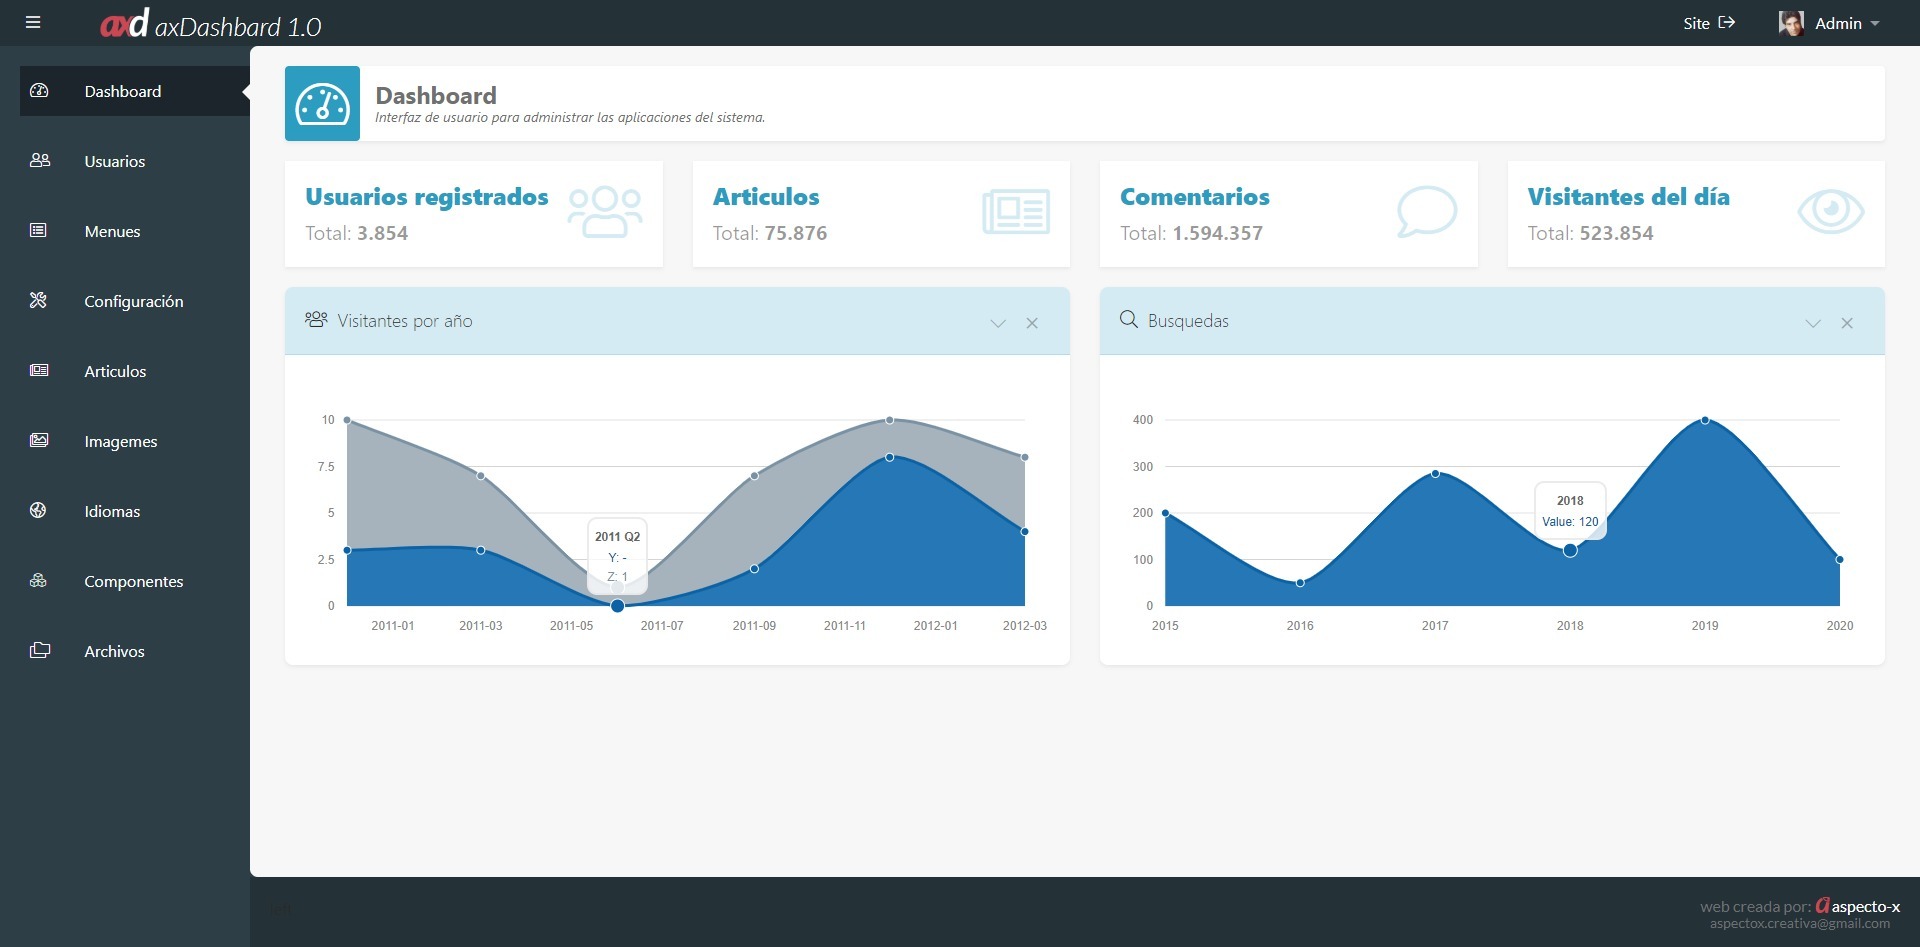 axd axDashbard 1.0
Site
Admin
Dashboard
Usuarios
Menues
Configuración
Articulos
Imagemes
Idiomas
Componentes
Archivos
Dashboard
Interfaz de usuario para administrar las aplicaciones del sistema.
Usuarios registrados
Total: 3.854
Articulos
Total: 75.876
Comentarios
Total: 1.594.357
Visitantes del día
Total: 523.854
Visitantes por año
10
7.5
5
2.5
0
2011 Q2
Y: -
Z: 1
2011-01 2011-03 2011-05 2011-07 2011-09 2011-11 2012-01 2012-03
Busquedas
400
300
200
100
0
2018
Value: 120
2015 2016 2017 2018 2019 2020
web creada por: a aspecto-x
aspectox.creativa@gmail.com